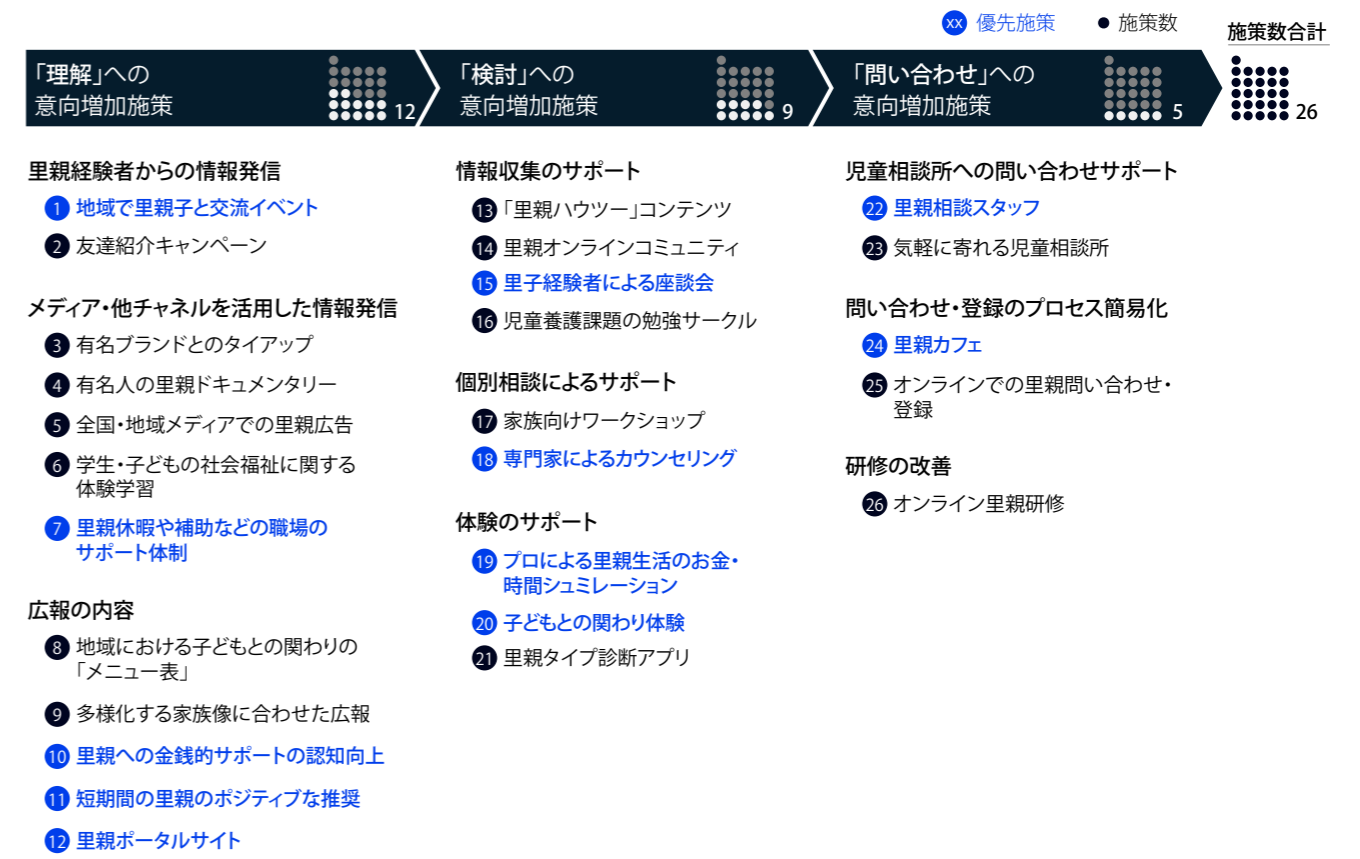 xx 優先施策
● 施策数
施策数合計
「理解」への
意向増加施策
12
「検討」への
意向増加施策
9
「問い合わせ」への
意向増加施策
5
26
里親経験者からの情報発信
1 地域で里親子と交流イベント
2 友達紹介キャンペーン
メディア・他チャネルを活用した情報発信
3 有名ブランドとのタイアップ
4 有名人の里親ドキュメンタリー
5 全国・地域メディアでの里親広告
6 学生・子どもの社会福祉に関する
体験学習
7 里親休暇や補助などの職場の
サポート体制
広報の内容
8 地域における子どもとの関わりの
「メニュー表」
9 多様化する家族像に合わせた広報
10 里親への金銭的サポートの認知向上
11 短期間の里親のポジティブな推奨
12 里親ポータルサイト
情報収集のサポート
13 「里親ハウツー」コンテンツ
14 里親オンラインコミュニティ
15 里子経験者による座談会
16 児童養護課題の勉強サークル
個別相談によるサポート
17 家族向けワークショップ
18 専門家によるカウンセリング
体験のサポート
19 プロによる里親生活のお金・
時間シュミレーション
20 子どもとの関わり体験
21 里親タイプ診断アプリ
児童相談所への問い合わせサポート
22 里親相談スタッフ
23 気軽に寄れる児童相談所
問い合わせ・登録のプロセス簡易化
24 里親カフェ
25 オンラインでの里親問い合わせ・
登録
研修の改善
26 オンライン里親研修